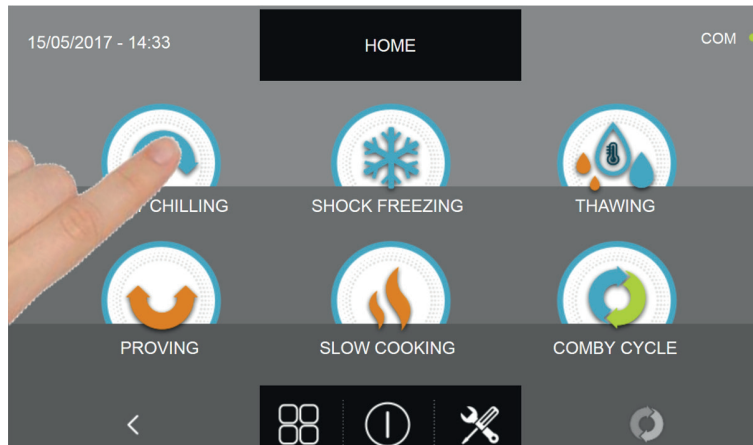 15/05/2017 - 14:33
HOME
COM
CHILLING
SHOCK FREEZING
THAWING
PROVING
SLOW COOKING
COMBY CYCLE